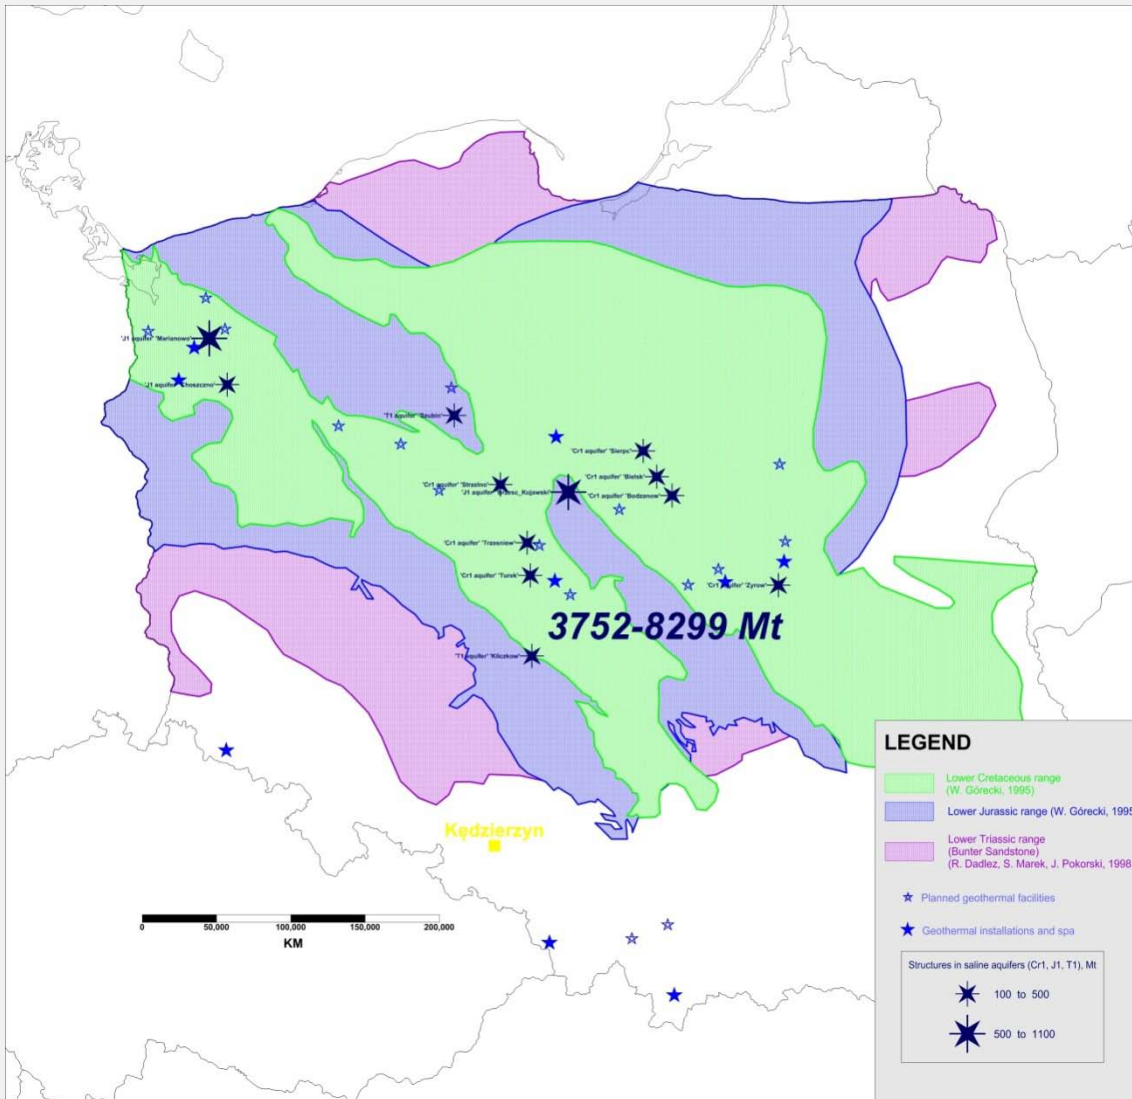 'J1 aquifer' 'Marianowo'
'J1 aquifer' 'Choszczno'
'T1 aquifer' 'Szubin'
'Cr1 aquifer' 'Sierpc'
'Cr1 aquifer' 'Bielsk'
'Cr1 aquifer' 'Strzelno'
'J1 aquifer' 'Brzesc_Kujawski'
'Cr1 aquifer' 'Bodzanow'
'Cr1 aquifer' 'Trzesniew'
'Cr1 aquifer' 'Turek'
'Cr1 aquifer' 'Zyrow'
3752-8299 Mt
'T1 aquifer' 'Kliczkow'
Kędzierzyn
0 50,000 100,000 150,000 200,000
KM
LEGEND
Lower Cretaceous range
(W. Górecki, 1995)
Lower Jurassic range (W. Górecki, 1995
Lower Triassic range
(Bunter Sandstone)
(R. Dadlez, S. Marek, J. Pokorski, 1998
Planned geothermal facilities
Geothermal installations and spa
Structures in saline aquifers (Cr1, J1, T1), Mt
100 to 500
500 to 1100